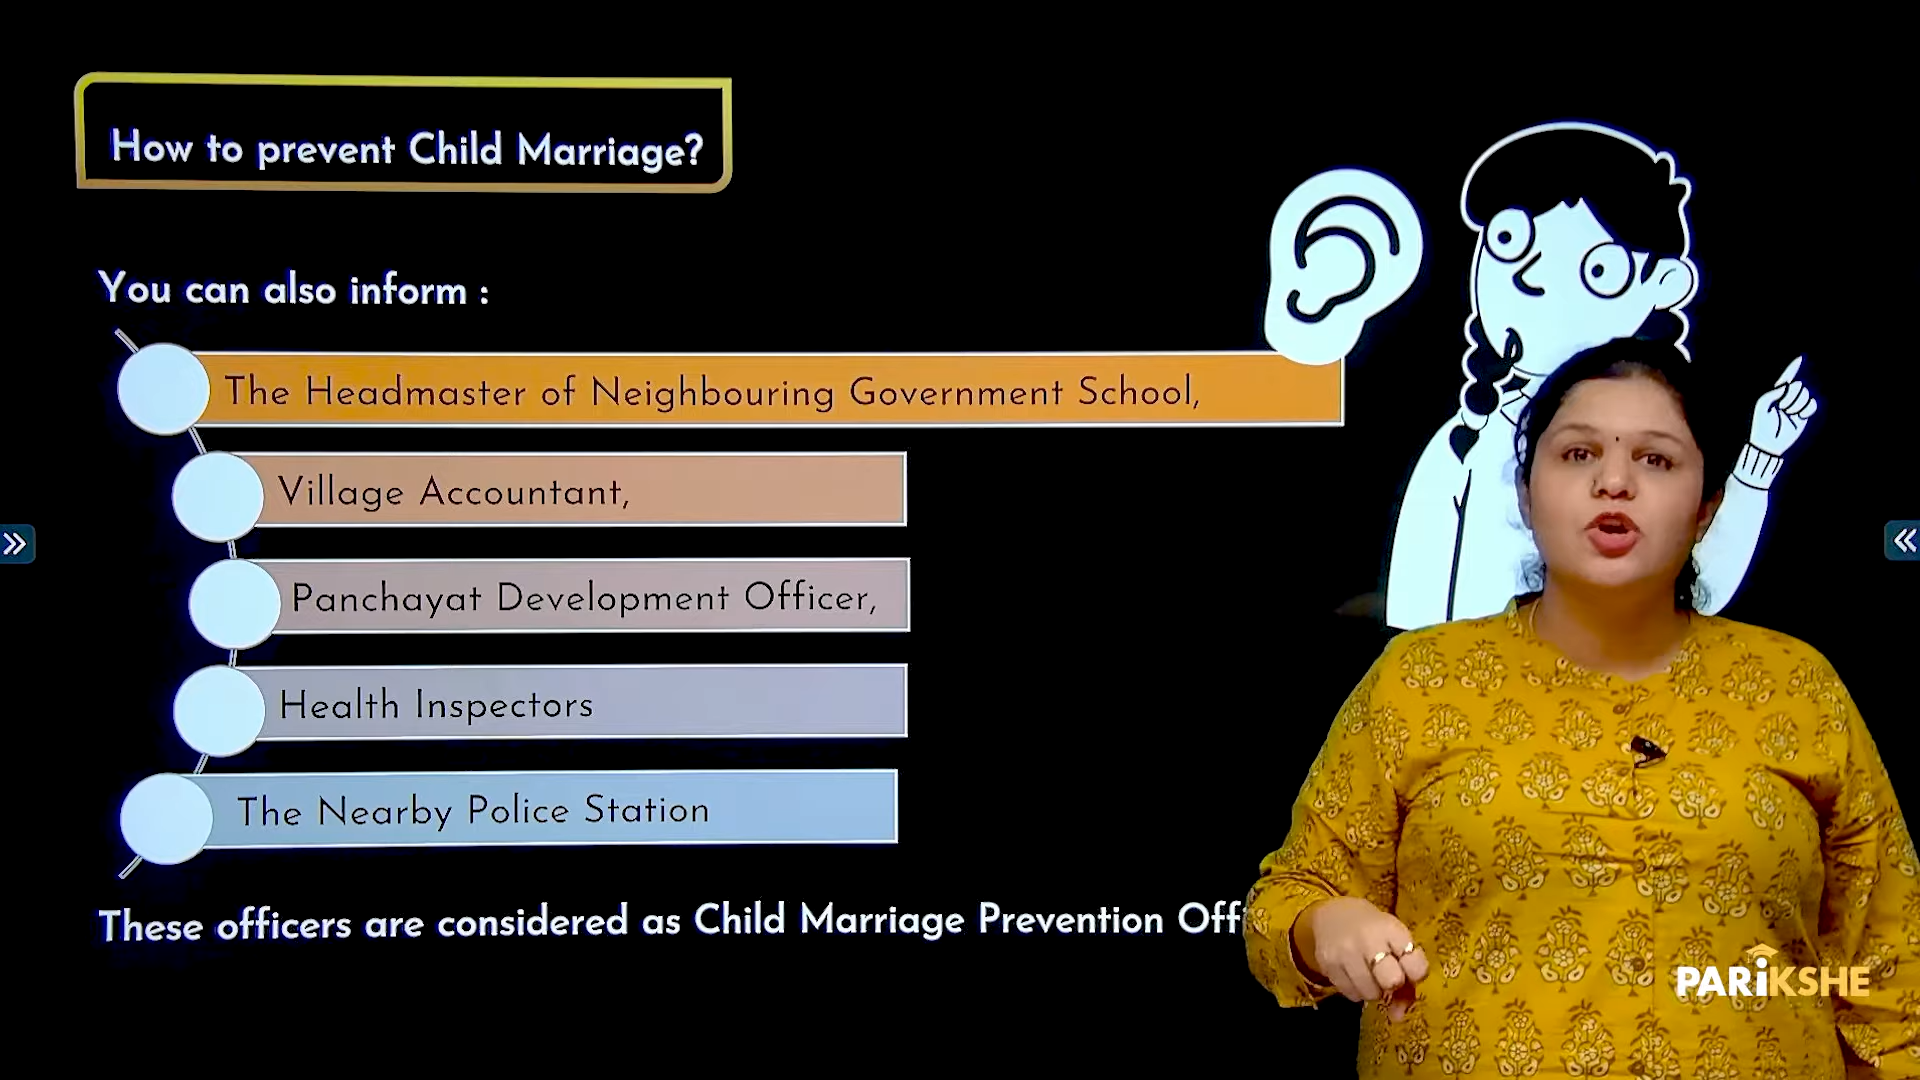 How to prevent Child Marriage?
You can also inform :
The Headmaster of Neighbouring Government School,
Village Accountant,
Panchayat Development Officer,
Health Inspectors
The Nearby Police Station
These officers are considered as Child Marriage Prevention
PARiKSHE